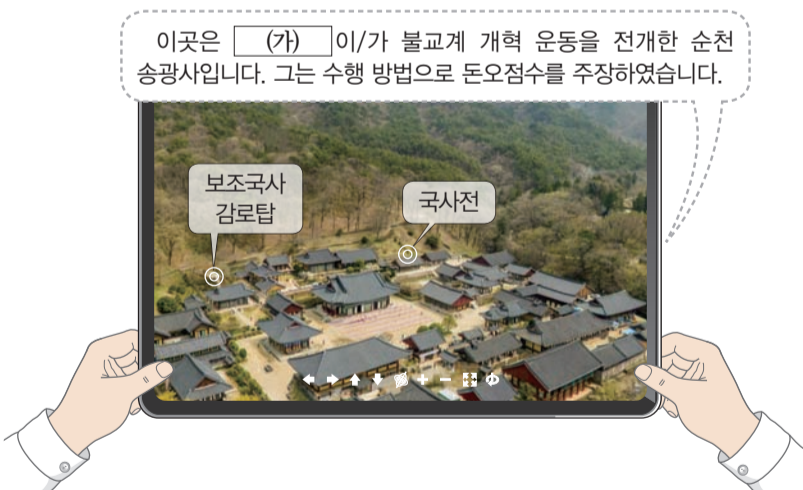 이곳은 (가) 이/가 불교계 개혁 운동을 전개한 순천
송광사입니다. 그는 수행 방법으로 돈오점수를 주장하였습니다.
보조국사
감로탑
국사전